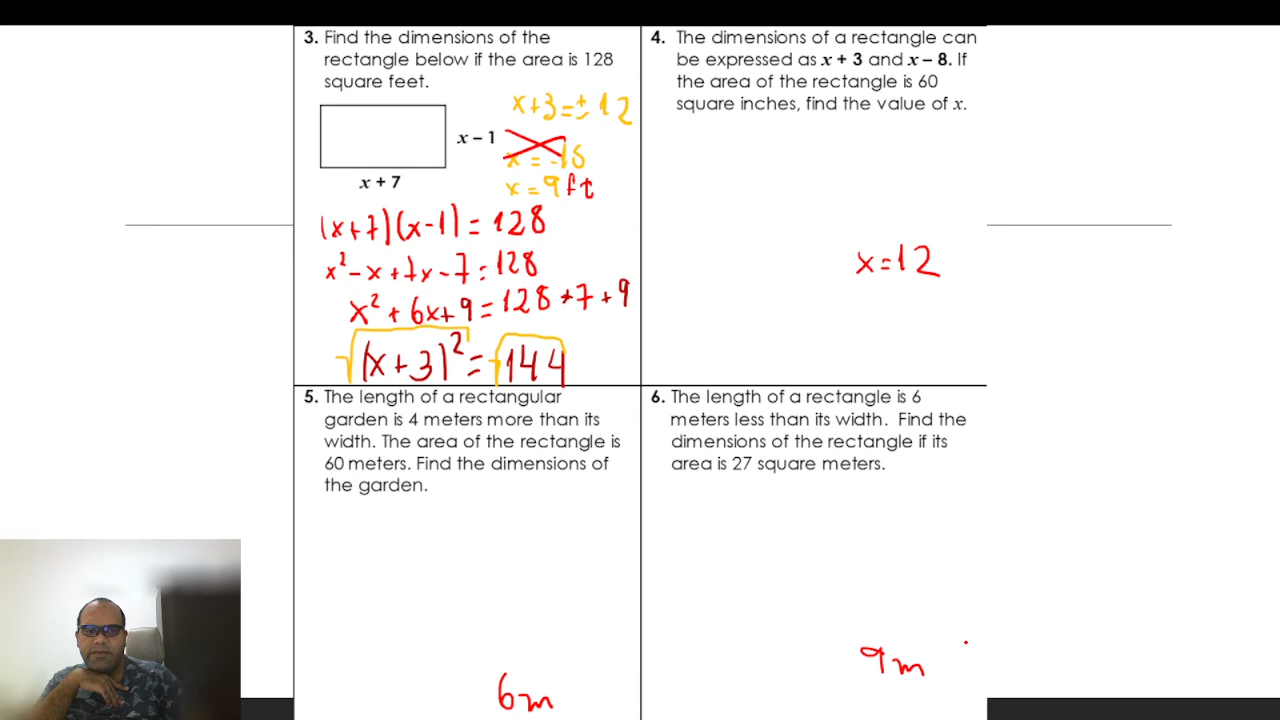 3. Find the dimensions of the
rectangle below if the area is 128
square feet.
x+3=±12
x – 1
x = -15
x = 9ft
x + 7
(x+7)(x-1) = 128
x² - x + 7x - 7 = 128
x² + 6x + 9 = 128 + 7 + 9
√(x+3)² = √144
4. The dimensions of a rectangle can
be expressed as x + 3 and x – 8. If
the area of the rectangle is 60
square inches, find the value of x.
x=12
5. The length of a rectangular
garden is 4 meters more than its
width. The area of the rectangle is
60 meters. Find the dimensions of
the garden.
6m
6. The length of a rectangle is 6
meters less than its width. Find the
dimensions of the rectangle if its
area is 27 square meters.
9m